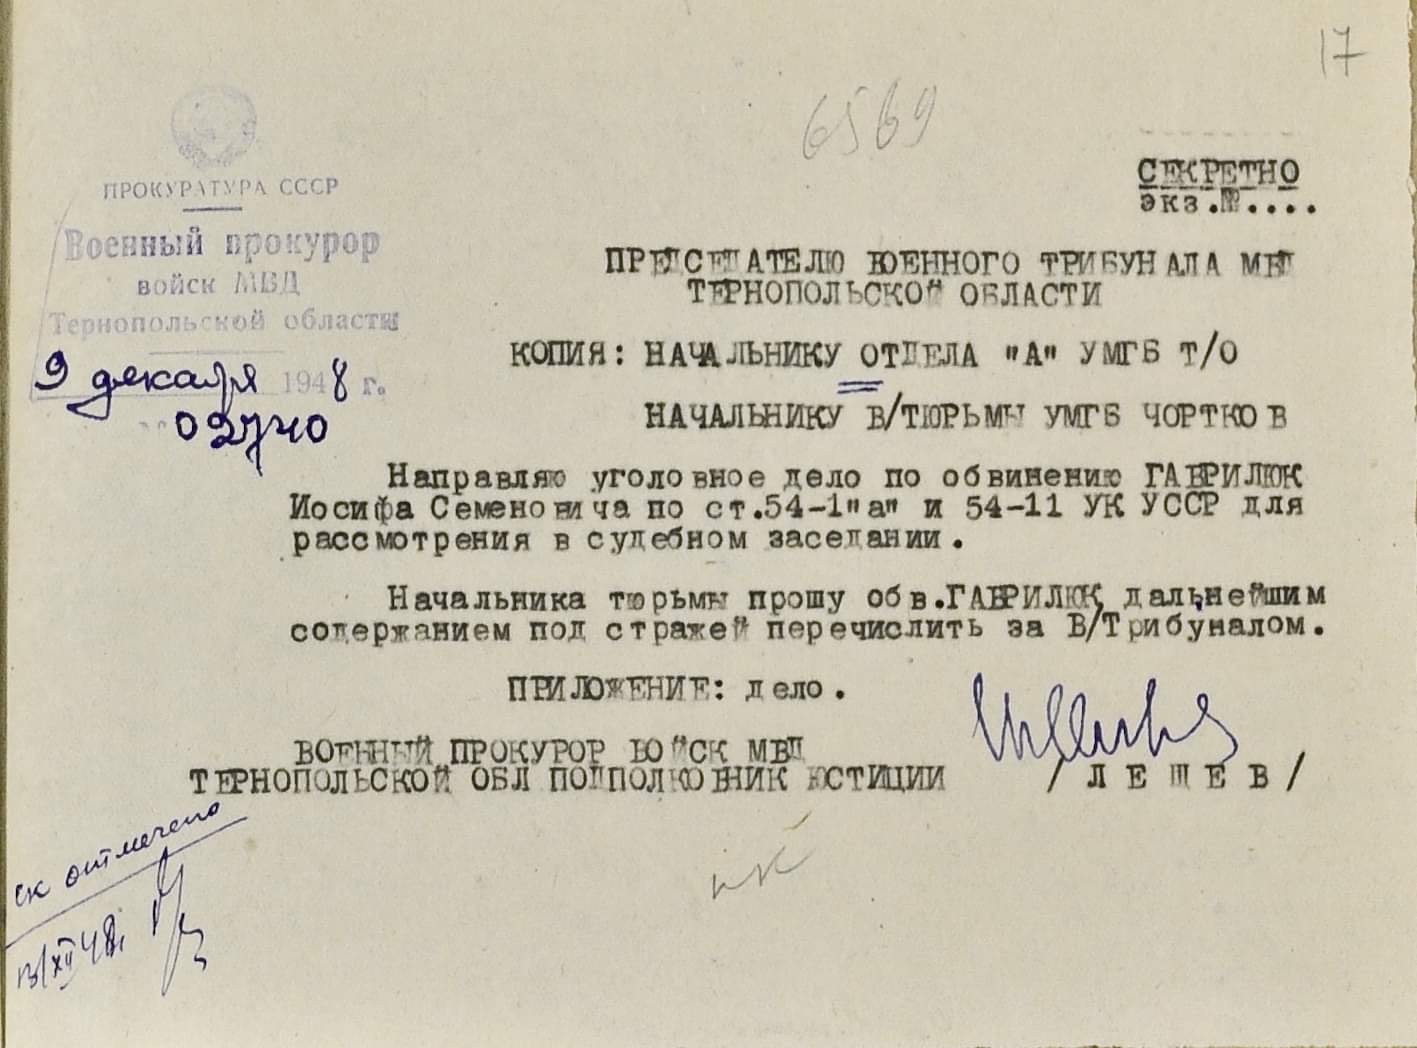 17
6569
СЕКРЕТНО
экз.№....
ПРОКУРАТУРА СССР
Военный прокурор
войск МВД
Тернопольской области
9 декабря 1948 г.
ПРЕДСЕДАТЕЛЮ ВОЕННОГО ТРИБУНАЛА МВД
ТЕРНОПОЛЬСКОЙ ОБЛАСТИ
КОПИЯ: НАЧАЛЬНИКУ ОТДЕЛА "А" УМГБ Т/О
НАЧАЛЬНИКУ В/ТЮРЬМЫ УМГБ ЧОРТКОВ
Направляю уголовное дело по обвинению ГАВРИЛЮК
Иосифа Семеновича по ст.54-1"а" и 54-11 УК УССР для
рассмотрения в судебном заседании.
Начальника тюрьмы прошу обв.ГАВРИЛЮК, дальнейшим
содержанием под стражей перечислить за В/Трибуналом.
ПРИЛОЖЕНИЕ: дело.
ВОЕННЫЙ ПРОКУРОР ВОЙСК МВД
ТЕРНОПОЛЬСКОЙ ОБЛ ПОДПОЛКОВНИК ЮСТИЦИИ / ЛЕШЕВ/
ск отмечено
13/XII 48